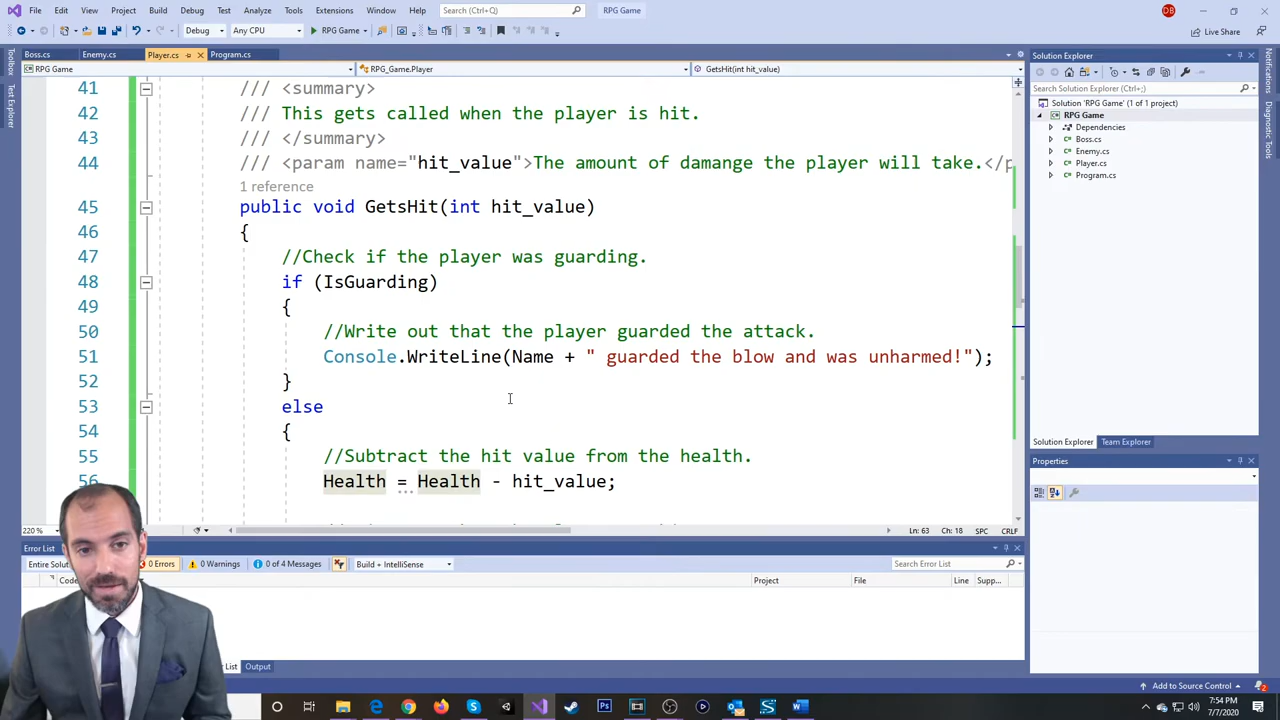 File Edit View Project Build Debug Test Analyze Tools Extensions Window Help Search (Ctrl+;) RPG Game DB
Debug Any CPU RPG Game Live Share
Boss.cs Enemy.cs Player.cs Program.cs
RPG Game RPG_Game.Player GetsHit(int hit_value)
41 /// <summary>
42 /// This gets called when the player is hit.
43 /// </summary>
44 /// <param name="hit_value">The amount of damange the player will take.</p
1 reference
45 public void GetsHit(int hit_value)
46 {
47 //Check if the player was guarding.
48 if (IsGuarding)
49 {
50 //Write out that the player guarded the attack.
51 Console.WriteLine(Name + " guarded the blow and was unharmed!");
52 }
53 else
54 {
55 //Subtract the hit value from the health.
56 Health = Health - hit_value;
220 % Ln: 63 Ch: 18 SPC CRLF
Toolbox
Test Explorer
Solution Explorer
Search Solution Explorer (Ctrl+;)
Solution 'RPG Game' (1 of 1 project)
RPG Game
Dependencies
Boss.cs
Enemy.cs
Player.cs
Program.cs
Solution Explorer Team Explorer
Properties
Notifications
Diagnostic Tools
Error List
Entire Solut 0 Errors 0 Warnings 0 of 4 Messages Build + IntelliSense Search Error List
Code Project File Line Supp...
List Output
Add to Source Control 2
7:54 PM
7/7/2020